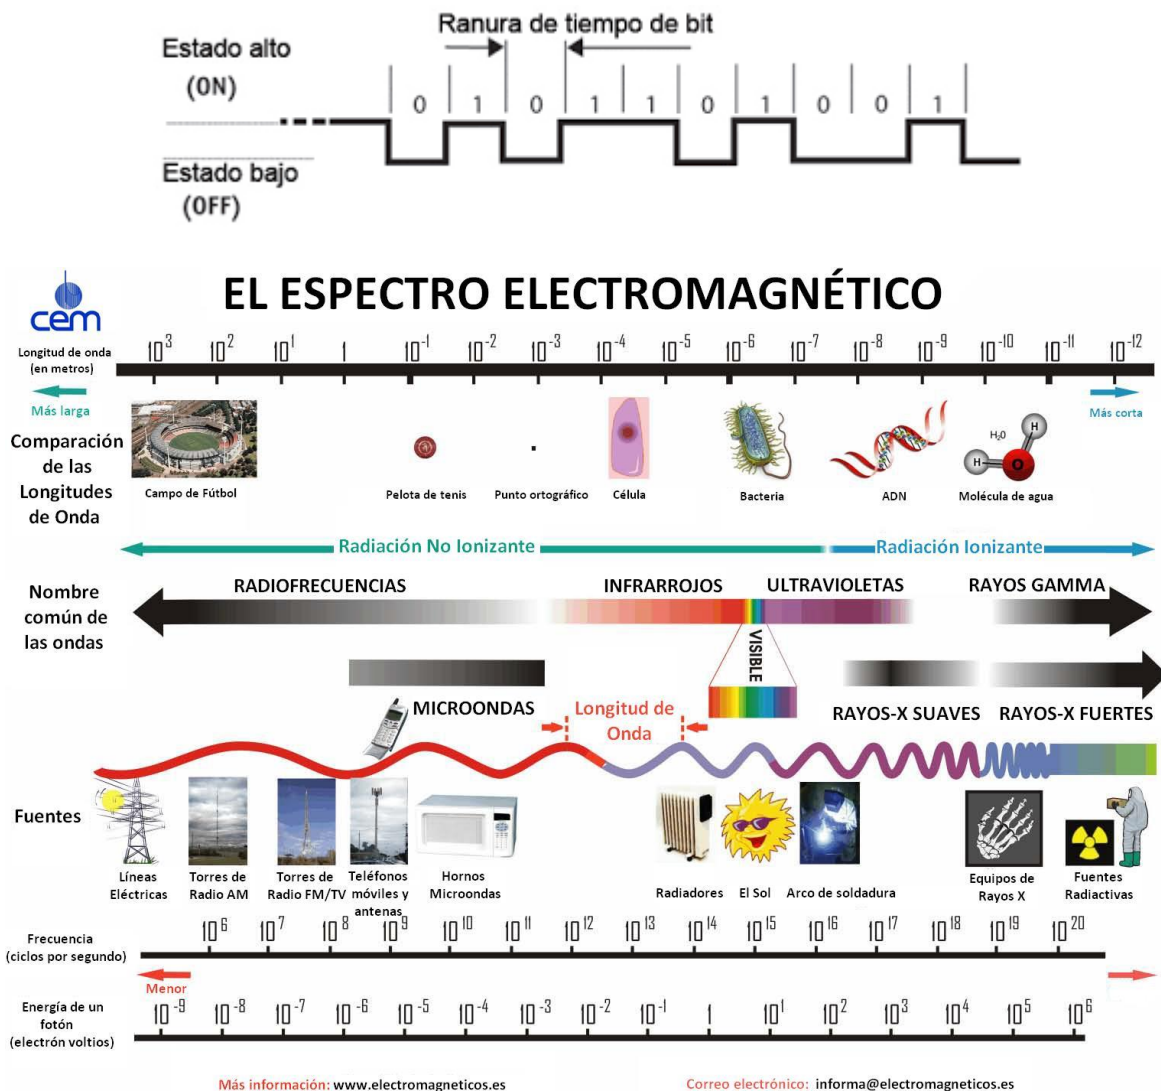 Ranura de tiempo de bit
Estado alto
(ON)
0 1 0 1 1 0 1 0 0 1
Estado bajo
(OFF)
cem
EL ESPECTRO ELECTROMAGNÉTICO
Longitud de onda
(en metros)
10³ 10² 10¹ 1 10⁻¹ 10⁻² 10⁻³ 10⁻⁴ 10⁻⁵ 10⁻⁶ 10⁻⁷ 10⁻⁸ 10⁻⁹ 10⁻¹⁰ 10⁻¹¹ 10⁻¹²
Más larga
Más corta
Comparación
de las
Longitudes
de Onda
H₂0
H
H
O
Campo de Fútbol
Pelota de tenis
Punto ortográfico
Célula
Bacteria
ADN
Molécula de agua
Radiación No Ionizante
Radiación Ionizante
Nombre
común de
las ondas
RADIOFRECUENCIAS
INFRARROJOS
ULTRAVIOLETAS
RAYOS GAMMA
VISIBLE
MICROONDAS
Longitud de
Onda
RAYOS-X SUAVES
RAYOS-X FUERTES
Fuentes
Líneas
Eléctricas
Torres de
Radio AM
Torres de
Radio FM/TV
Teléfonos
móviles y
antenas
Hornos
Microondas
Radiadores
El Sol
Arco de soldadura
Equipos de
Rayos X
Fuentes
Radiactivas
Frecuencia
(ciclos por segundo)
10⁶ 10⁷ 10⁸ 10⁹ 10¹⁰ 10¹¹ 10¹² 10¹³ 10¹⁴ 10¹⁵ 10¹⁶ 10¹⁷ 10¹⁸ 10¹⁹ 10²⁰
Menor
Energía de un
fotón
(electrón voltios)
10⁻⁹ 10⁻⁸ 10⁻⁷ 10⁻⁶ 10⁻⁵ 10⁻⁴ 10⁻³ 10⁻² 10⁻¹ 1 10¹ 10² 10³ 10⁴ 10⁵ 10⁶
Más información: www.electromagneticos.es
Correo electrónico: informa@electromagneticos.es